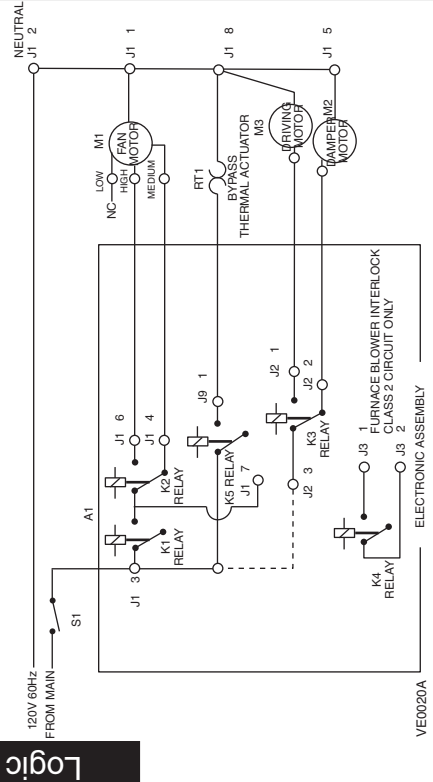 Logic
120V 60Hz
FROM MAIN
S1
NEUTRAL
J1 2
J1 1
J1 8
J1 5
M1
FAN
MOTOR
LOW
NC
HIGH
MEDIUM
RT1
BYPASS
THERMAL ACTUATOR
M3
DRIVING
MOTOR
DAMPER
MOTOR
M2
A1
J1 3
K1
RELAY
K2
RELAY
J1 6
J1 4
K5 RELAY
J1 7
J9 1
J2 3
K3
RELAY
J2 1
J2 2
K4
RELAY
J3 1
J3 2
FURNACE BLOWER INTERLOCK
CLASS 2 CIRCUIT ONLY
ELECTRONIC ASSEMBLY
VE0020A